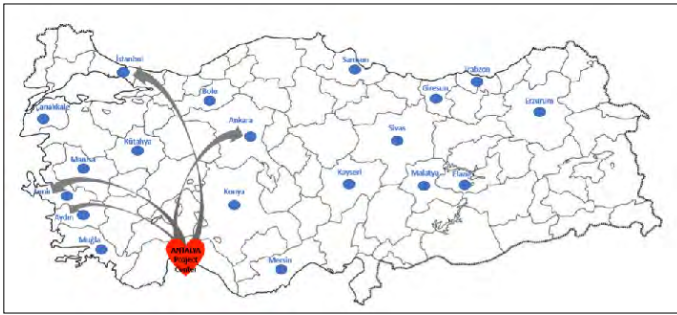 İstanbul
Samsun
Trabzon
Bolu
Giresun
Erzurum
Çanakkale
Ankara
Sivas
Kütahya
Manisa
Kayseri
Malatya
Elazığ
İzmir
Konya
Aydın
Muğla
ANTALYA
Project
Center
Mersin